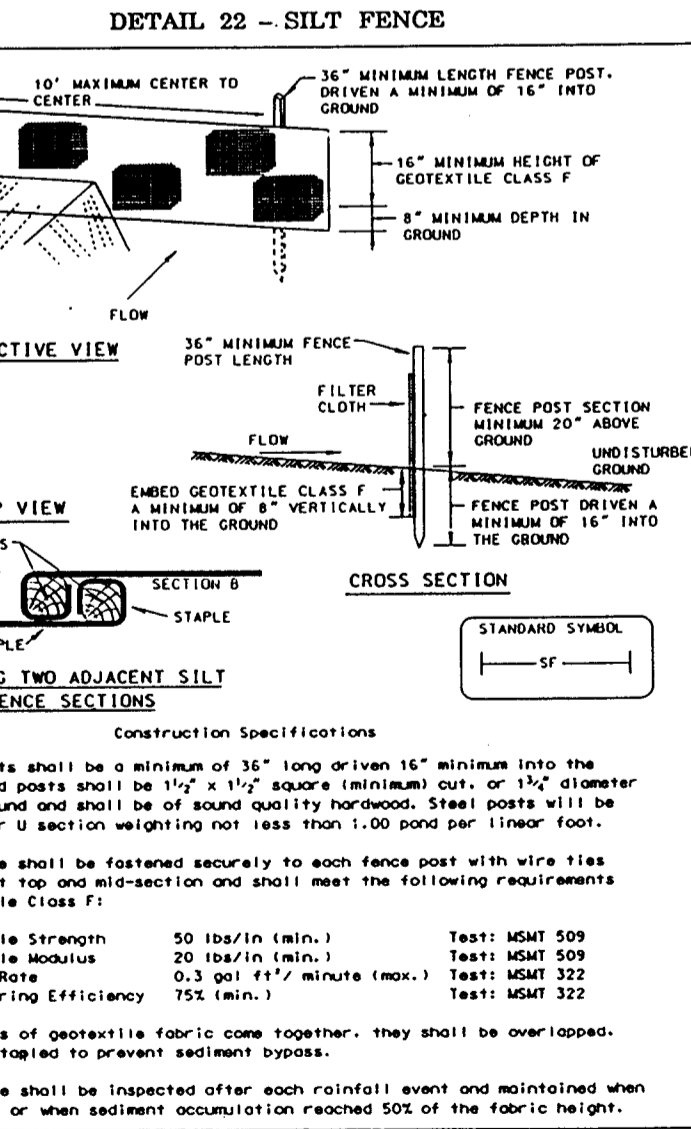 DETAIL 22 - SILT FENCE
10' MAXIMUM CENTER TO
CENTER
36" MINIMUM LENGTH FENCE POST.
DRIVEN A MINIMUM OF 16" INTO
GROUND
16" MINIMUM HEIGHT OF
GEOTEXTILE CLASS F
8" MINIMUM DEPTH IN
GROUND
FLOW
CTIVE VIEW
36" MINIMUM FENCE
POST LENGTH
FILTER
CLOTH
FLOW
FENCE POST SECTION
MINIMUM 20" ABOVE
GROUND
UNDISTURBE
GROUND
EMBED GEOTEXTILE CLASS F
A MINIMUM OF 8" VERTICALLY
INTO THE GROUND
FENCE POST DRIVEN A
MINIMUM OF 16" INTO
THE GROUND
P VIEW
S
SECTION B
STAPLE
PLE
CROSS SECTION
STANDARD SYMBOL
SF
G TWO ADJACENT SILT
ENCE SECTIONS
Construction Specifications
ts shall be a minimum of 36" long driven 16" minimum into the
d posts shall be 1½" x 1½" square (minimum) cut. or 1¾" diameter
und and shall be of sound quality hardwood. Steel posts will be
r U section weighting not less than 1.00 pond per linear foot.
e shall be fastened securely to each fence post with wire ties
t top and mid-section and shall meet the following requirements
le Class F:
le Strength 50 lbs/in (min.) Test: MSMT 509
le Modulus 20 lbs/in (min.) Test: MSMT 509
Rate 0.3 gal ft²/ minute (max.) Test: MSMT 322
ring Efficiency 75% (min.) Test: MSMT 322
s of geotextile fabric come together. they shall be overlapped.
tapled to prevent sediment bypass.
e shall be inspected after each rainfall event and maintained when
or when sediment accumulation reached 50% of the fabric height.